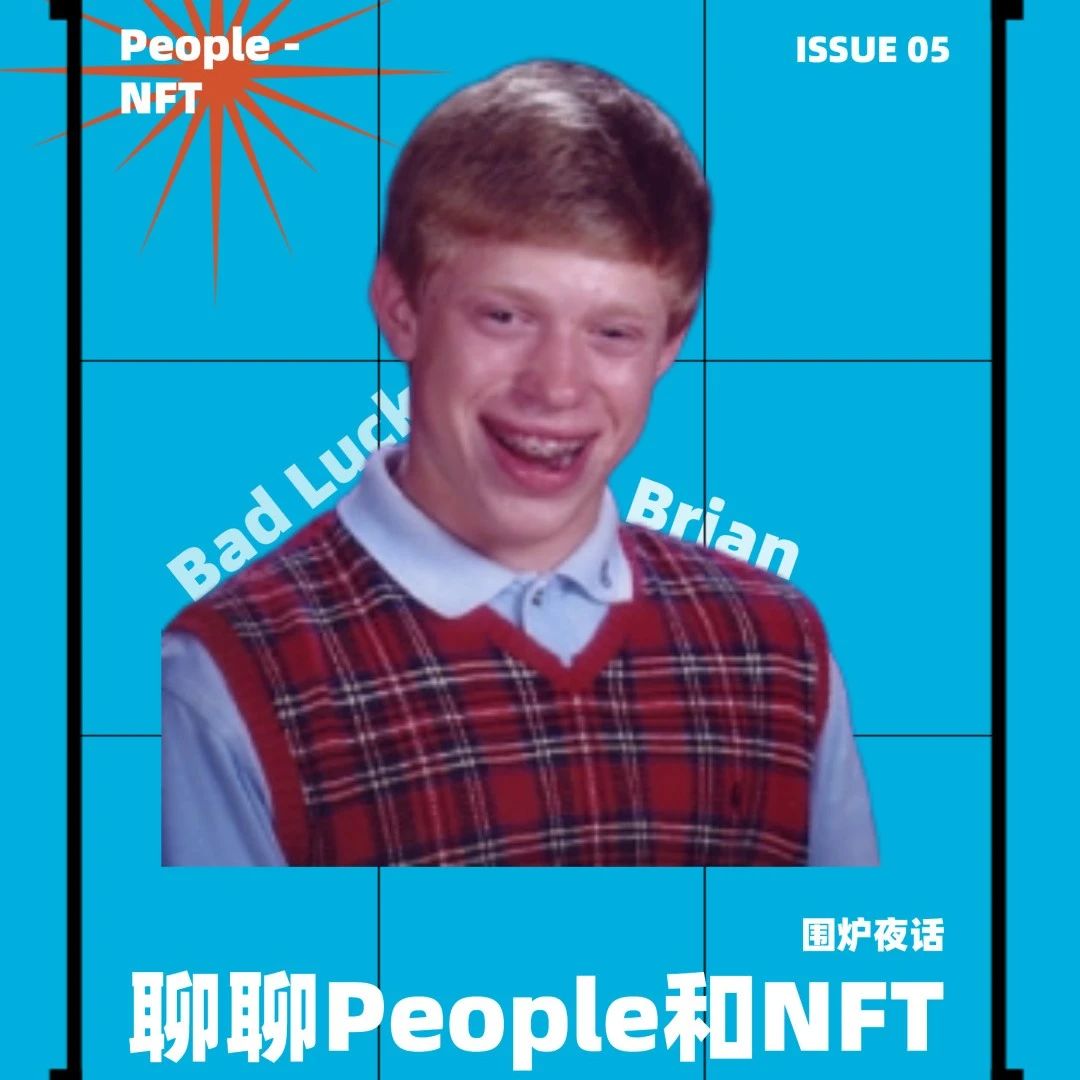 People -
NFT
ISSUE 05
Bad Luck
Brian
围炉夜话
聊聊People和NFT